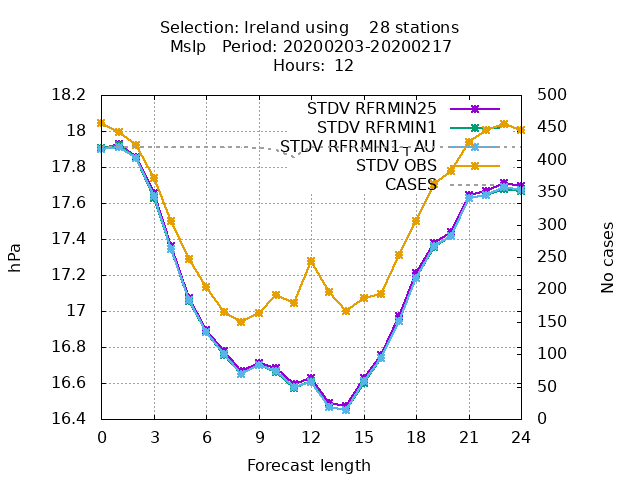 Selection: Ireland using 28 stations
Mslp Period: 20200203-20200217
Hours: 12
STDV RFRMIN25
STDV RFRMIN1
STDV RFRMIN1_AU
STDV OBS
CASES
18.2
18
17.8
17.6
17.4
17.2
17
16.8
16.6
16.4
hPa
500
450
400
350
300
250
200
150
100
50
0
No cases
0 3 6 9 12 15 18 21 24
Forecast length